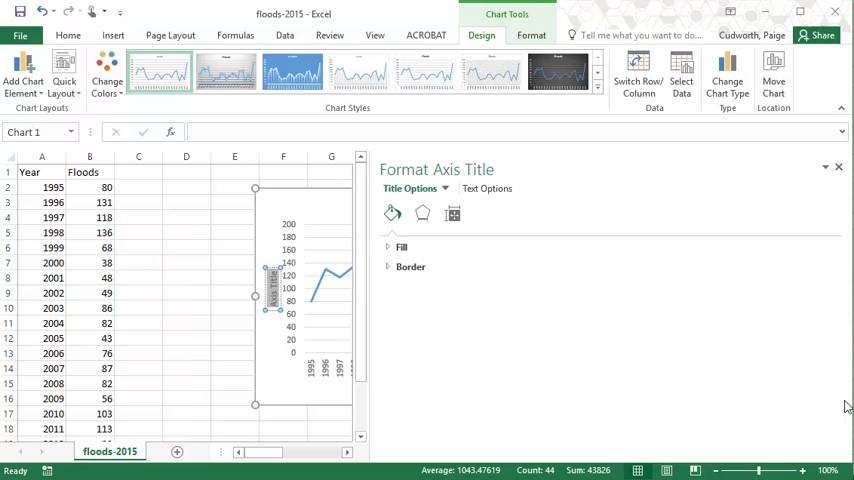 floods-2015 - Excel
Chart Tools
File Home Insert Page Layout Formulas Data Review View ACROBAT Design Format Tell me what you want to do... Cudworth, Paige Share
Add Chart Element
Quick Layout
Change Colors
Switch Row/ Column
Select Data
Change Chart Type
Move Chart
Chart Layouts
Chart Styles
Data
Type
Location
Chart 1
fx
A B C D E F G
1 Year Floods
2 1995 80
3 1996 131
4 1997 118
5 1998 136
6 1999 68
7 2000 38
8 2001 48
9 2002 49
10 2003 86
11 2004 82
12 2005 43
13 2006 76
14 2007 87
15 2008 82
16 2009 56
17 2010 103
18 2011 113
200
180
160
140
120
100
80
60
40
20
0
Axis Title
1995 1996 1997
Format Axis Title
Title Options Text Options
Fill
Border
floods-2015
Ready
Average: 1043.47619 Count: 44 Sum: 43826
100%